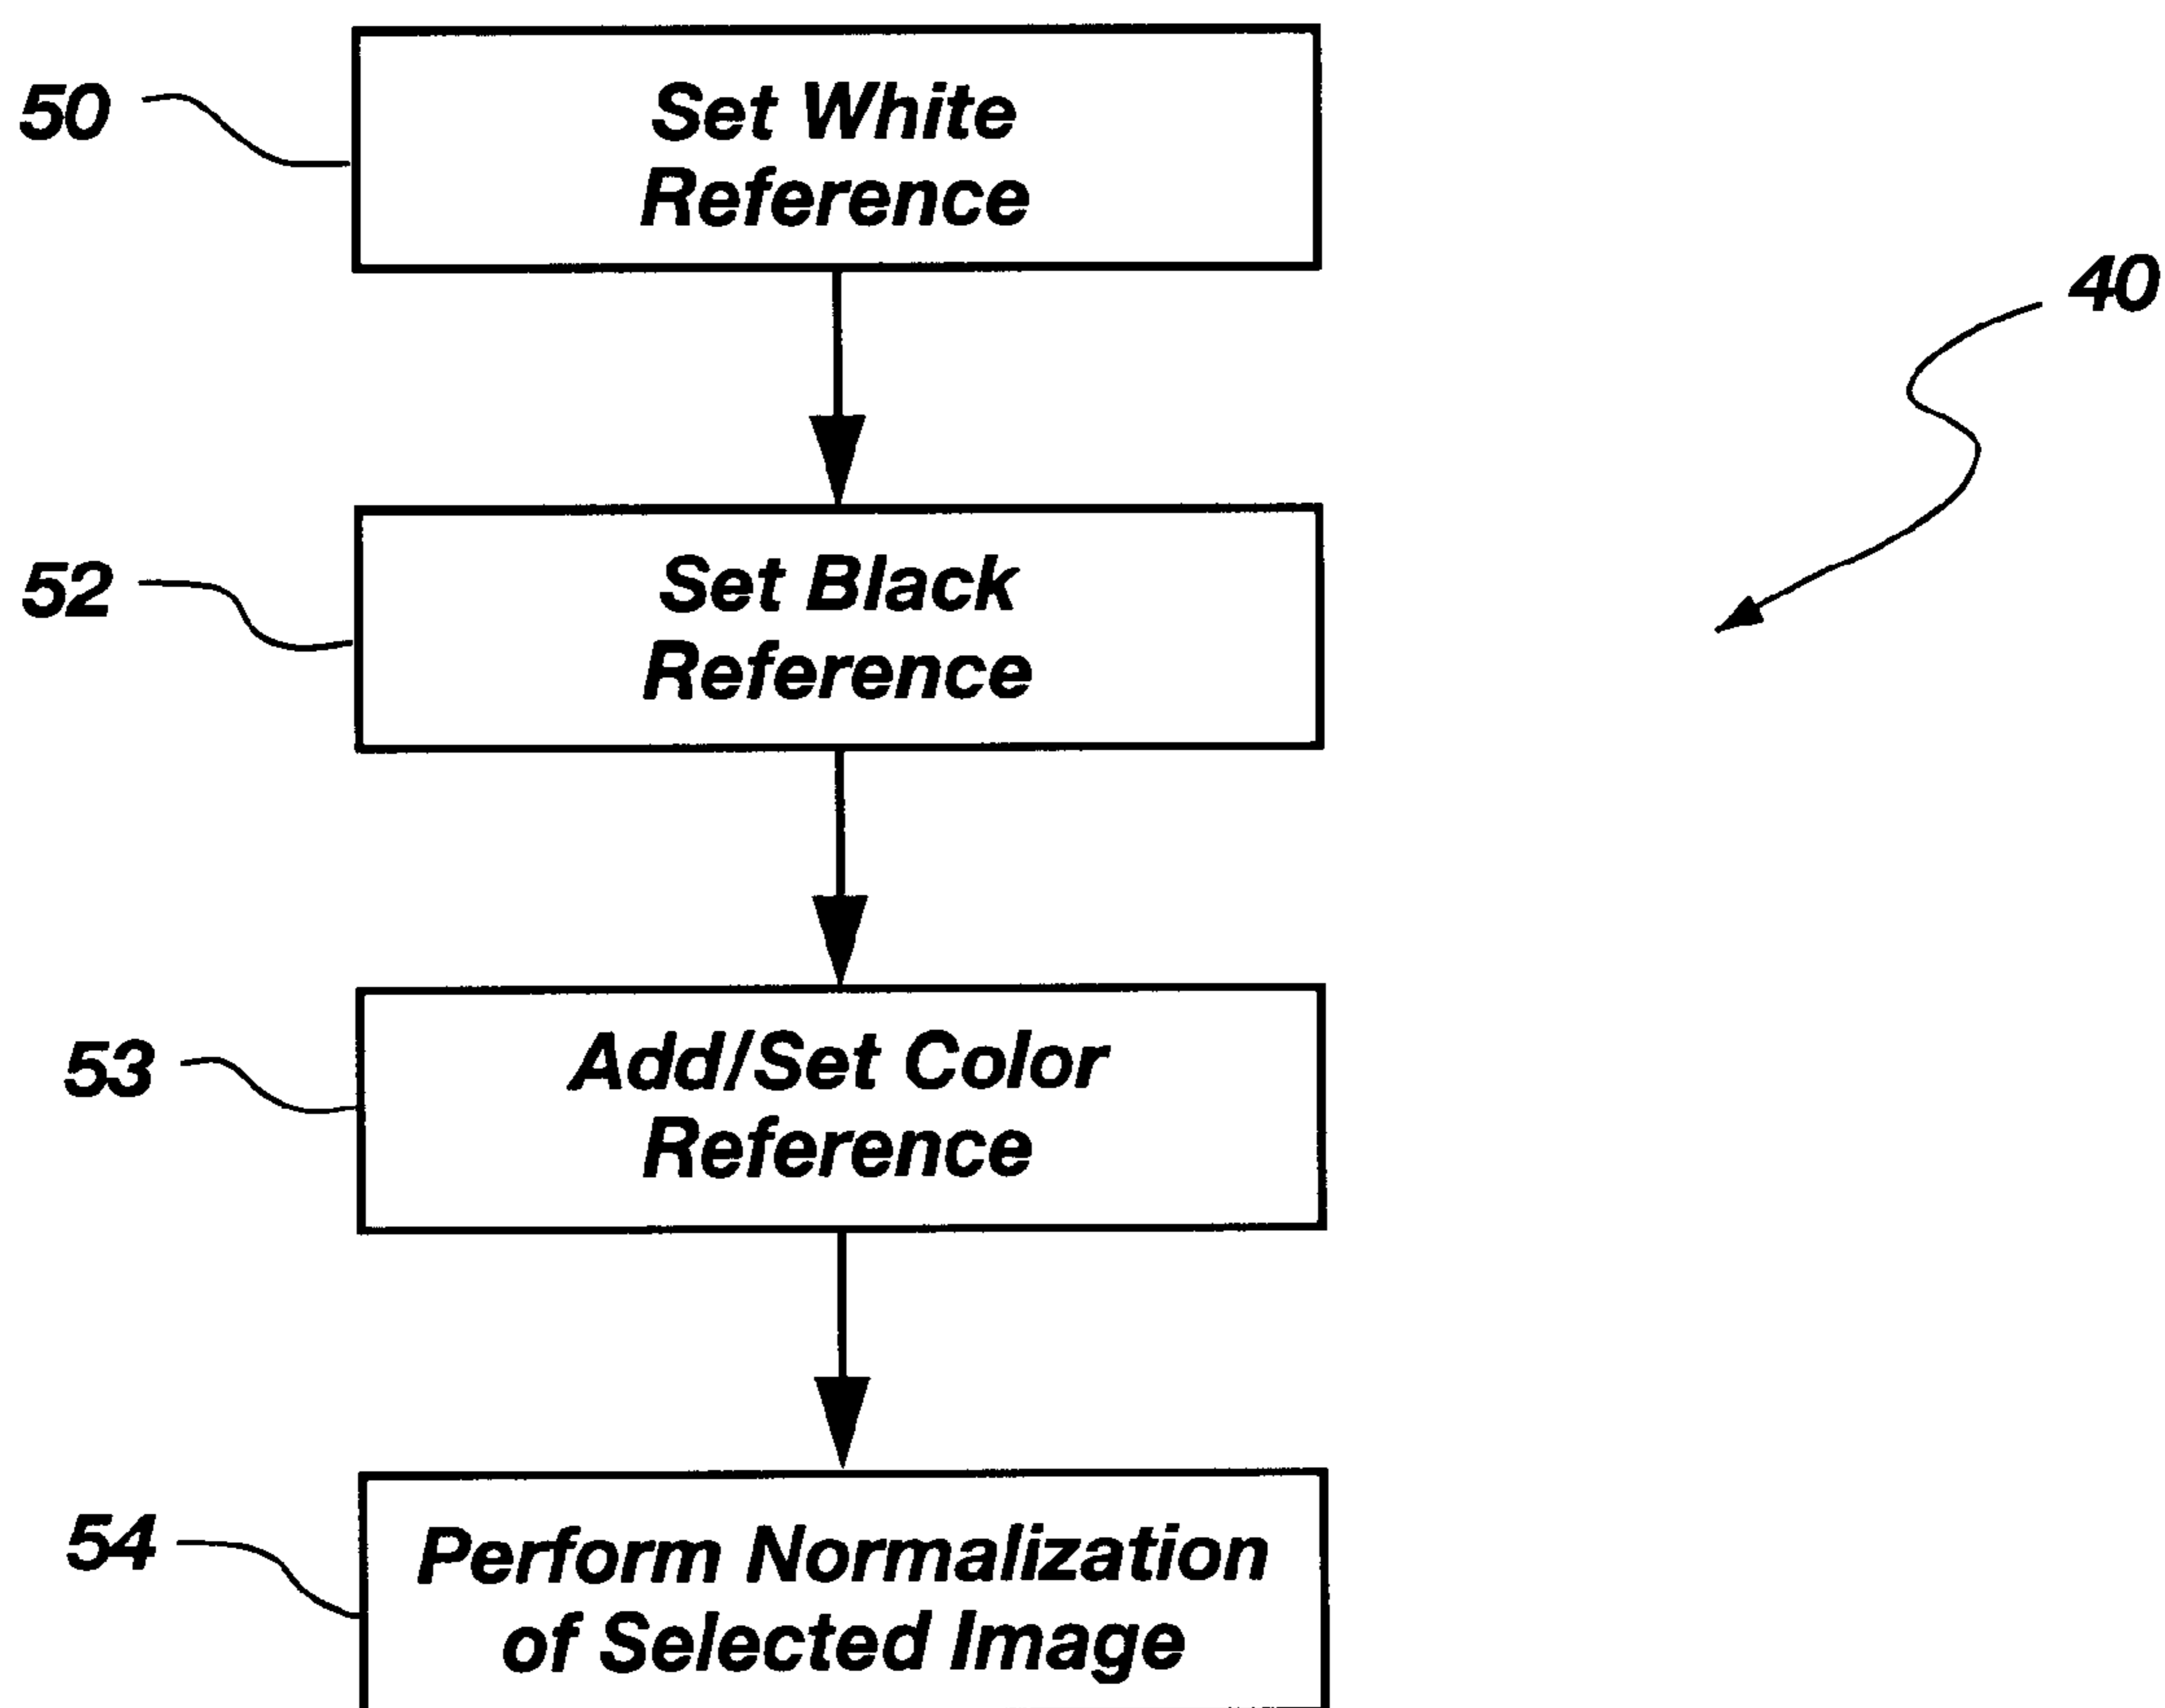 50
Set White
Reference
40
52
Set Black
Reference
53
Add/Set Color
Reference
54
Perform Normalization
of Selected Image